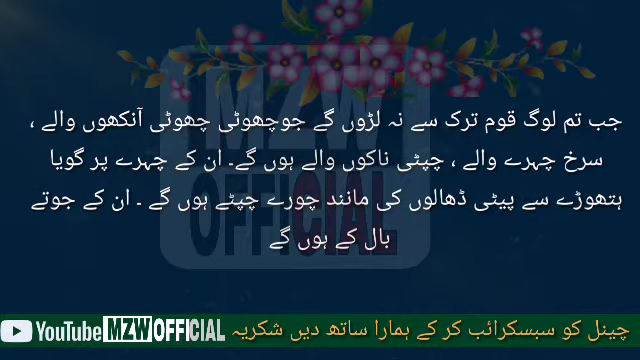 جب تم لوگ قوم ترک سے نہ لڑوں گے جوچھوٹی چھوٹی آنکھوں والے ،
سرخ چہرے والے ، چپٹی ناکوں والے ہوں گے۔ ان کے چہرے پر گویا
ہتھوڑے سے پیٹی ڈھالوں کی مانند چورے چپٹے ہوں گے ۔ ان کے جوتے
بال کے ہوں گے
MZW
OFFICIAL
چینل کو سبسکرائب کر کے ہمارا ساتھ دیں شکریہ
YouTube MZW OFFICIAL